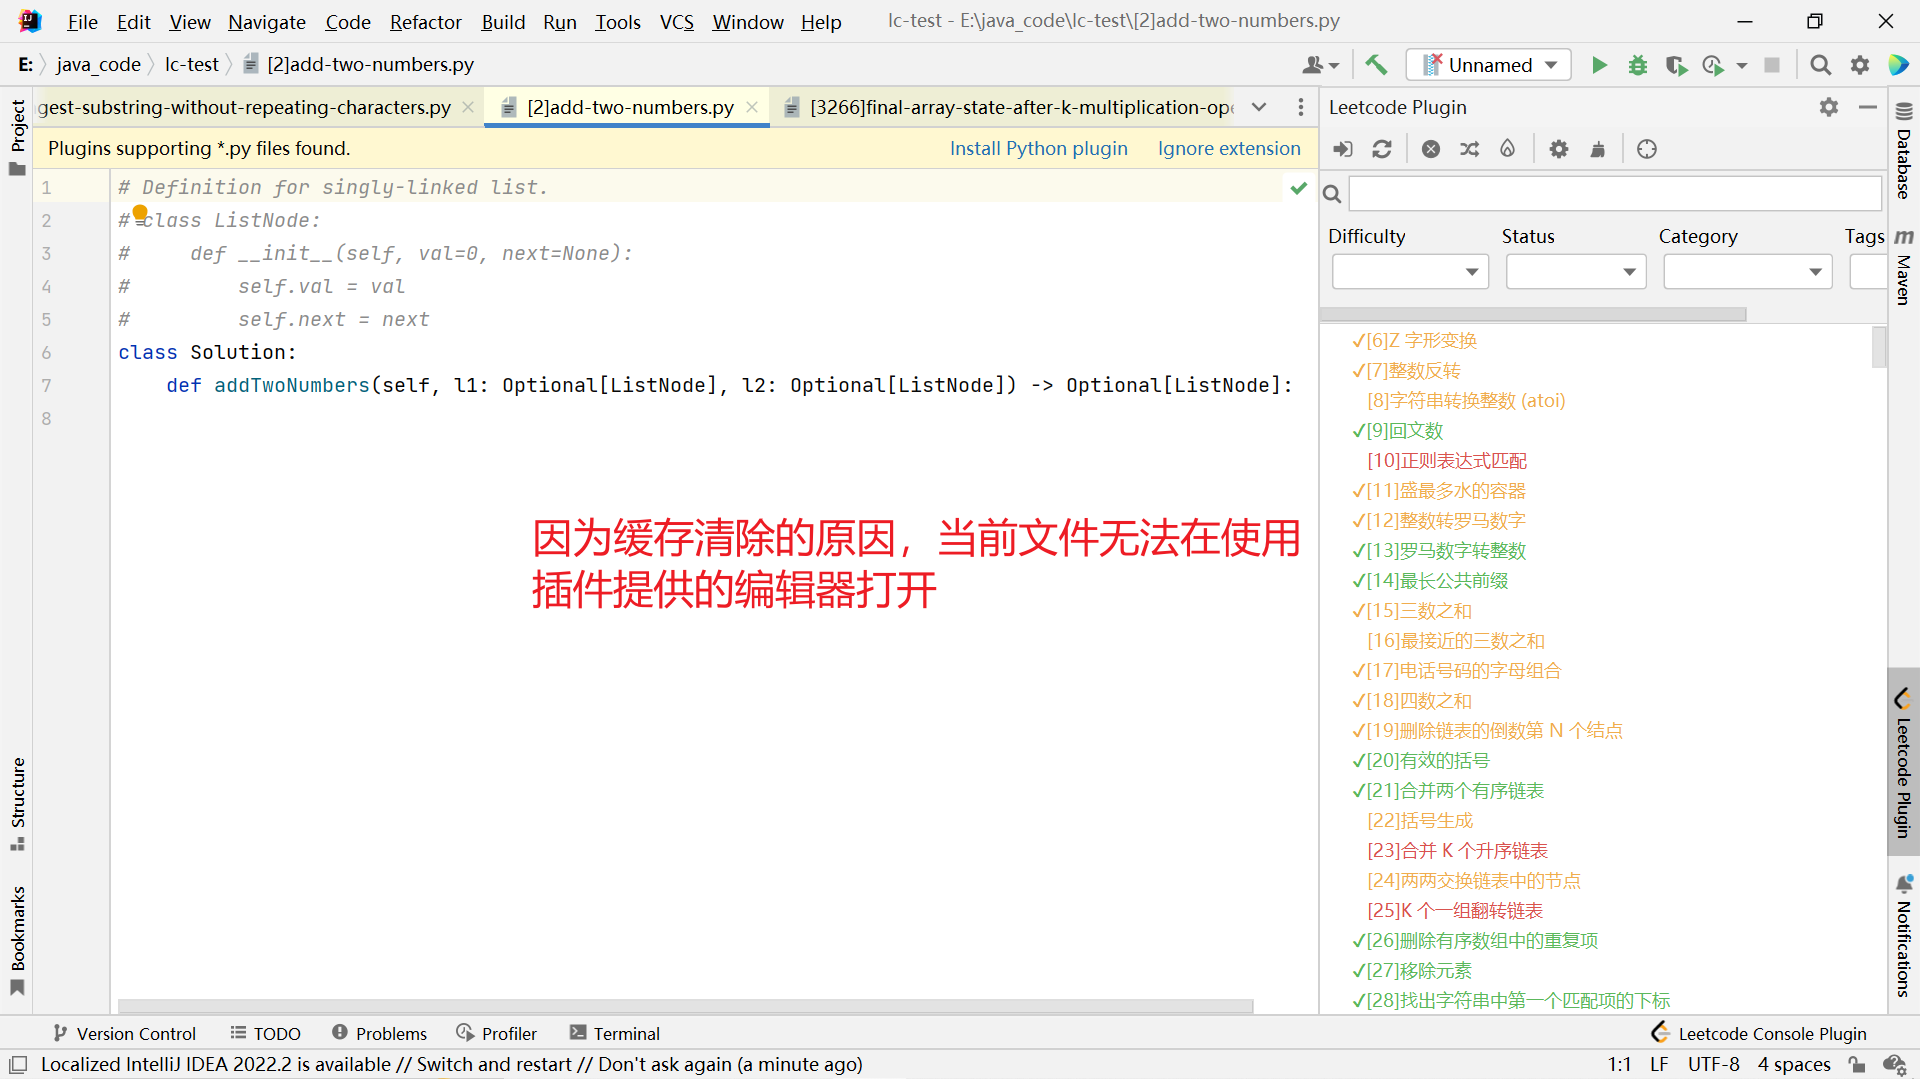 File Edit View Navigate Code Refactor Build Run Tools VCS Window Help lc-test - E:\java_code\lc-test\[2]add-two-numbers.py
E: java_code lc-test [2]add-two-numbers.py
Unnamed
Project
gest-substring-without-repeating-characters.py
[2]add-two-numbers.py
[3266]final-array-state-after-k-multiplication-ope
Plugins supporting *.py files found. Install Python plugin Ignore extension
1 # Definition for singly-linked list.
2 # class ListNode:
3 #     def __init__(self, val=0, next=None):
4 #         self.val = val
5 #         self.next = next
6 class Solution:
7     def addTwoNumbers(self, l1: Optional[ListNode], l2: Optional[ListNode]) -> Optional[ListNode]:
8
因为缓存清除的原因，当前文件无法在使用
插件提供的编辑器打开
Structure
Bookmarks
Leetcode Plugin
Difficulty Status Category Tags
✓[6]Z 字形变换
✓[7]整数反转
[8]字符串转换整数 (atoi)
✓[9]回文数
[10]正则表达式匹配
✓[11]盛最多水的容器
✓[12]整数转罗马数字
✓[13]罗马数字转整数
✓[14]最长公共前缀
✓[15]三数之和
[16]最接近的三数之和
✓[17]电话号码的字母组合
✓[18]四数之和
✓[19]删除链表的倒数第 N 个结点
✓[20]有效的括号
✓[21]合并两个有序链表
[22]括号生成
[23]合并 K 个升序链表
[24]两两交换链表中的节点
[25]K 个一组翻转链表
✓[26]删除有序数组中的重复项
✓[27]移除元素
✓[28]找出字符串中第一个匹配项的下标
Database
m Maven
Leetcode Plugin
Notifications
Version Control TODO Problems Profiler Terminal Leetcode Console Plugin
Localized IntelliJ IDEA 2022.2 is available // Switch and restart // Don't ask again (a minute ago) 1:1 LF UTF-8 4 spaces